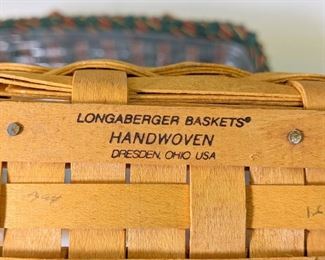 LONGABERGER BASKETS®
HANDWOVEN
DRESDEN, OHIO USA